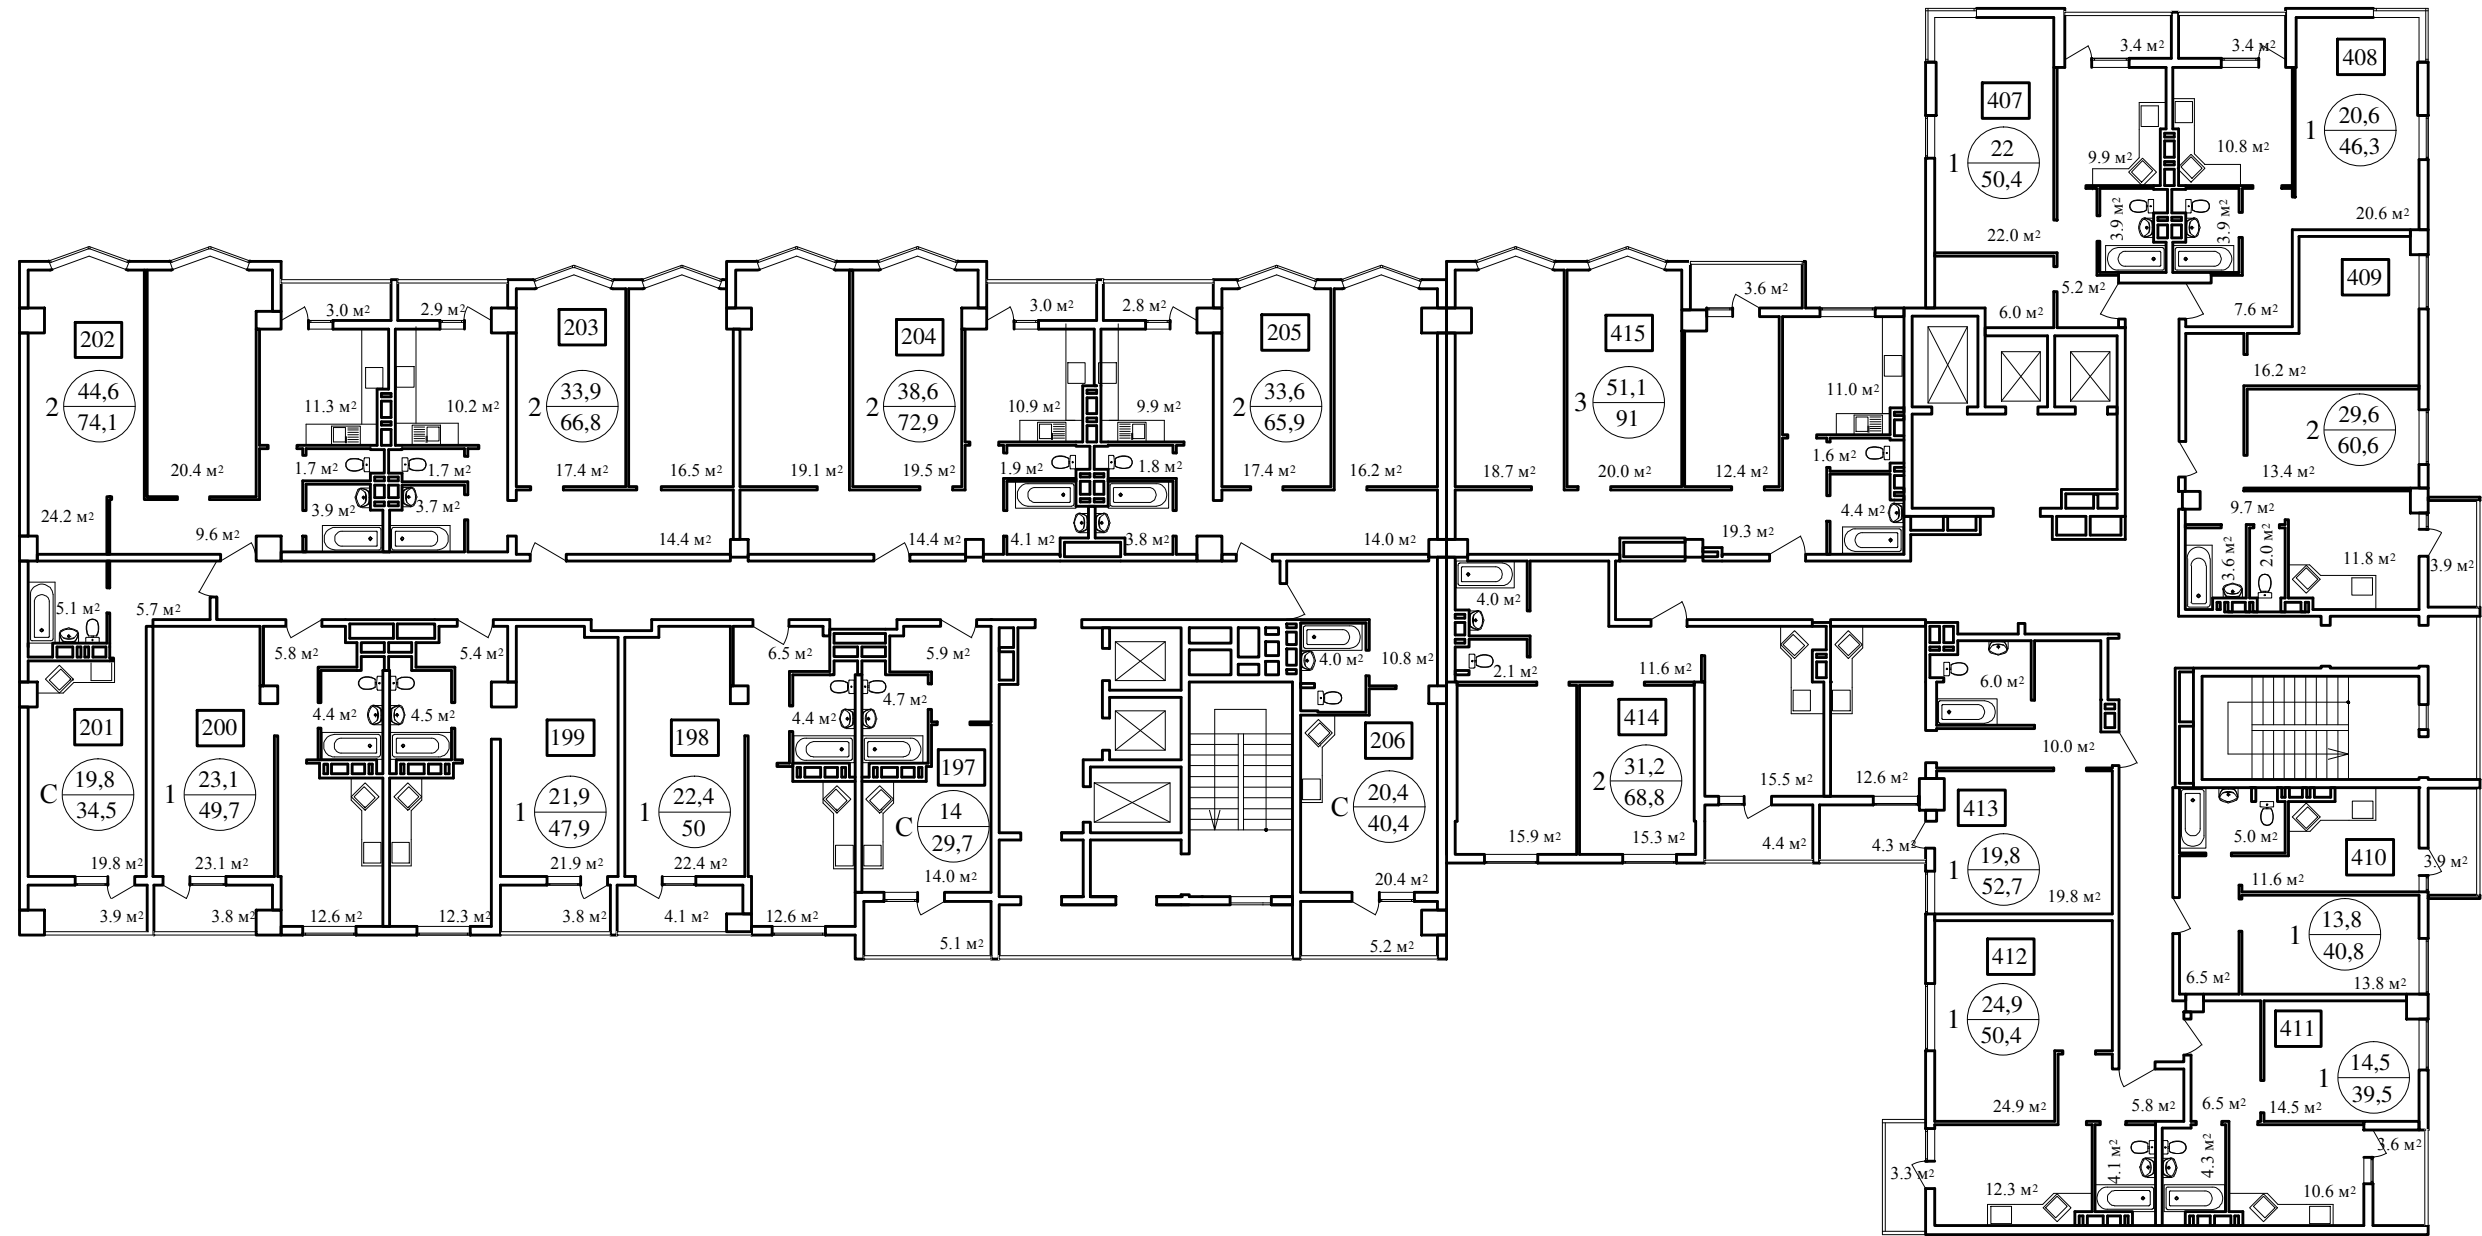 202
2
44,6
74,1
24.2 м²
20.4 м²
9.6 м²
3.0 м²
11.3 м²
1.7 м²
3.9 м²
2.9 м²
10.2 м²
1.7 м²
3.7 м²
203
2
33,9
66,8
17.4 м²
16.5 м²
14.4 м²
204
2
38,6
72,9
19.1 м²
19.5 м²
14.4 м²
3.0 м²
10.9 м²
1.9 м²
4.1 м²
2.8 м²
9.9 м²
1.8 м²
3.8 м²
205
2
33,6
65,9
17.4 м²
16.2 м²
14.0 м²
415
3
51,1
91
18.7 м²
20.0 м²
12.4 м²
3.6 м²
11.0 м²
1.6 м²
4.4 м²
19.3 м²
407
1
22
50,4
22.0 м²
3.4 м²
9.9 м²
3.9 м²
5.2 м²
6.0 м²
408
1
20,6
46,3
3.4 м²
10.8 м²
3.9 м²
20.6 м²
7.6 м²
409
2
29,6
60,6
16.2 м²
13.4 м²
9.7 м²
3.6 м²
2.0 м²
11.8 м²
3.9 м²
5.1 м²
5.7 м²
201
С
19,8
34,5
19.8 м²
3.9 м²
200
1
23,1
49,7
5.8 м²
4.4 м²
23.1 м²
3.8 м²
12.6 м²
199
1
21,9
47,9
5.4 м²
4.5 м²
21.9 м²
3.8 м²
12.3 м²
198
1
22,4
50
6.5 м²
4.4 м²
22.4 м²
4.1 м²
12.6 м²
197
С
14
29,7
5.9 м²
4.7 м²
14.0 м²
5.1 м²
206
С
20,4
40,4
4.0 м²
10.8 м²
20.4 м²
5.2 м²
414
2
31,2
68,8
4.0 м²
2.1 м²
11.6 м²
15.9 м²
15.3 м²
15.5 м²
4.4 м²
413
1
19,8
52,7
6.0 м²
10.0 м²
12.6 м²
4.3 м²
19.8 м²
410
1
13,8
40,8
5.0 м²
11.6 м²
3.9 м²
6.5 м²
13.8 м²
412
1
24,9
50,4
24.9 м²
5.8 м²
4.1 м²
12.3 м²
3.3 м²
411
1
14,5
39,5
6.5 м²
14.5 м²
4.3 м²
10.6 м²
3.6 м²